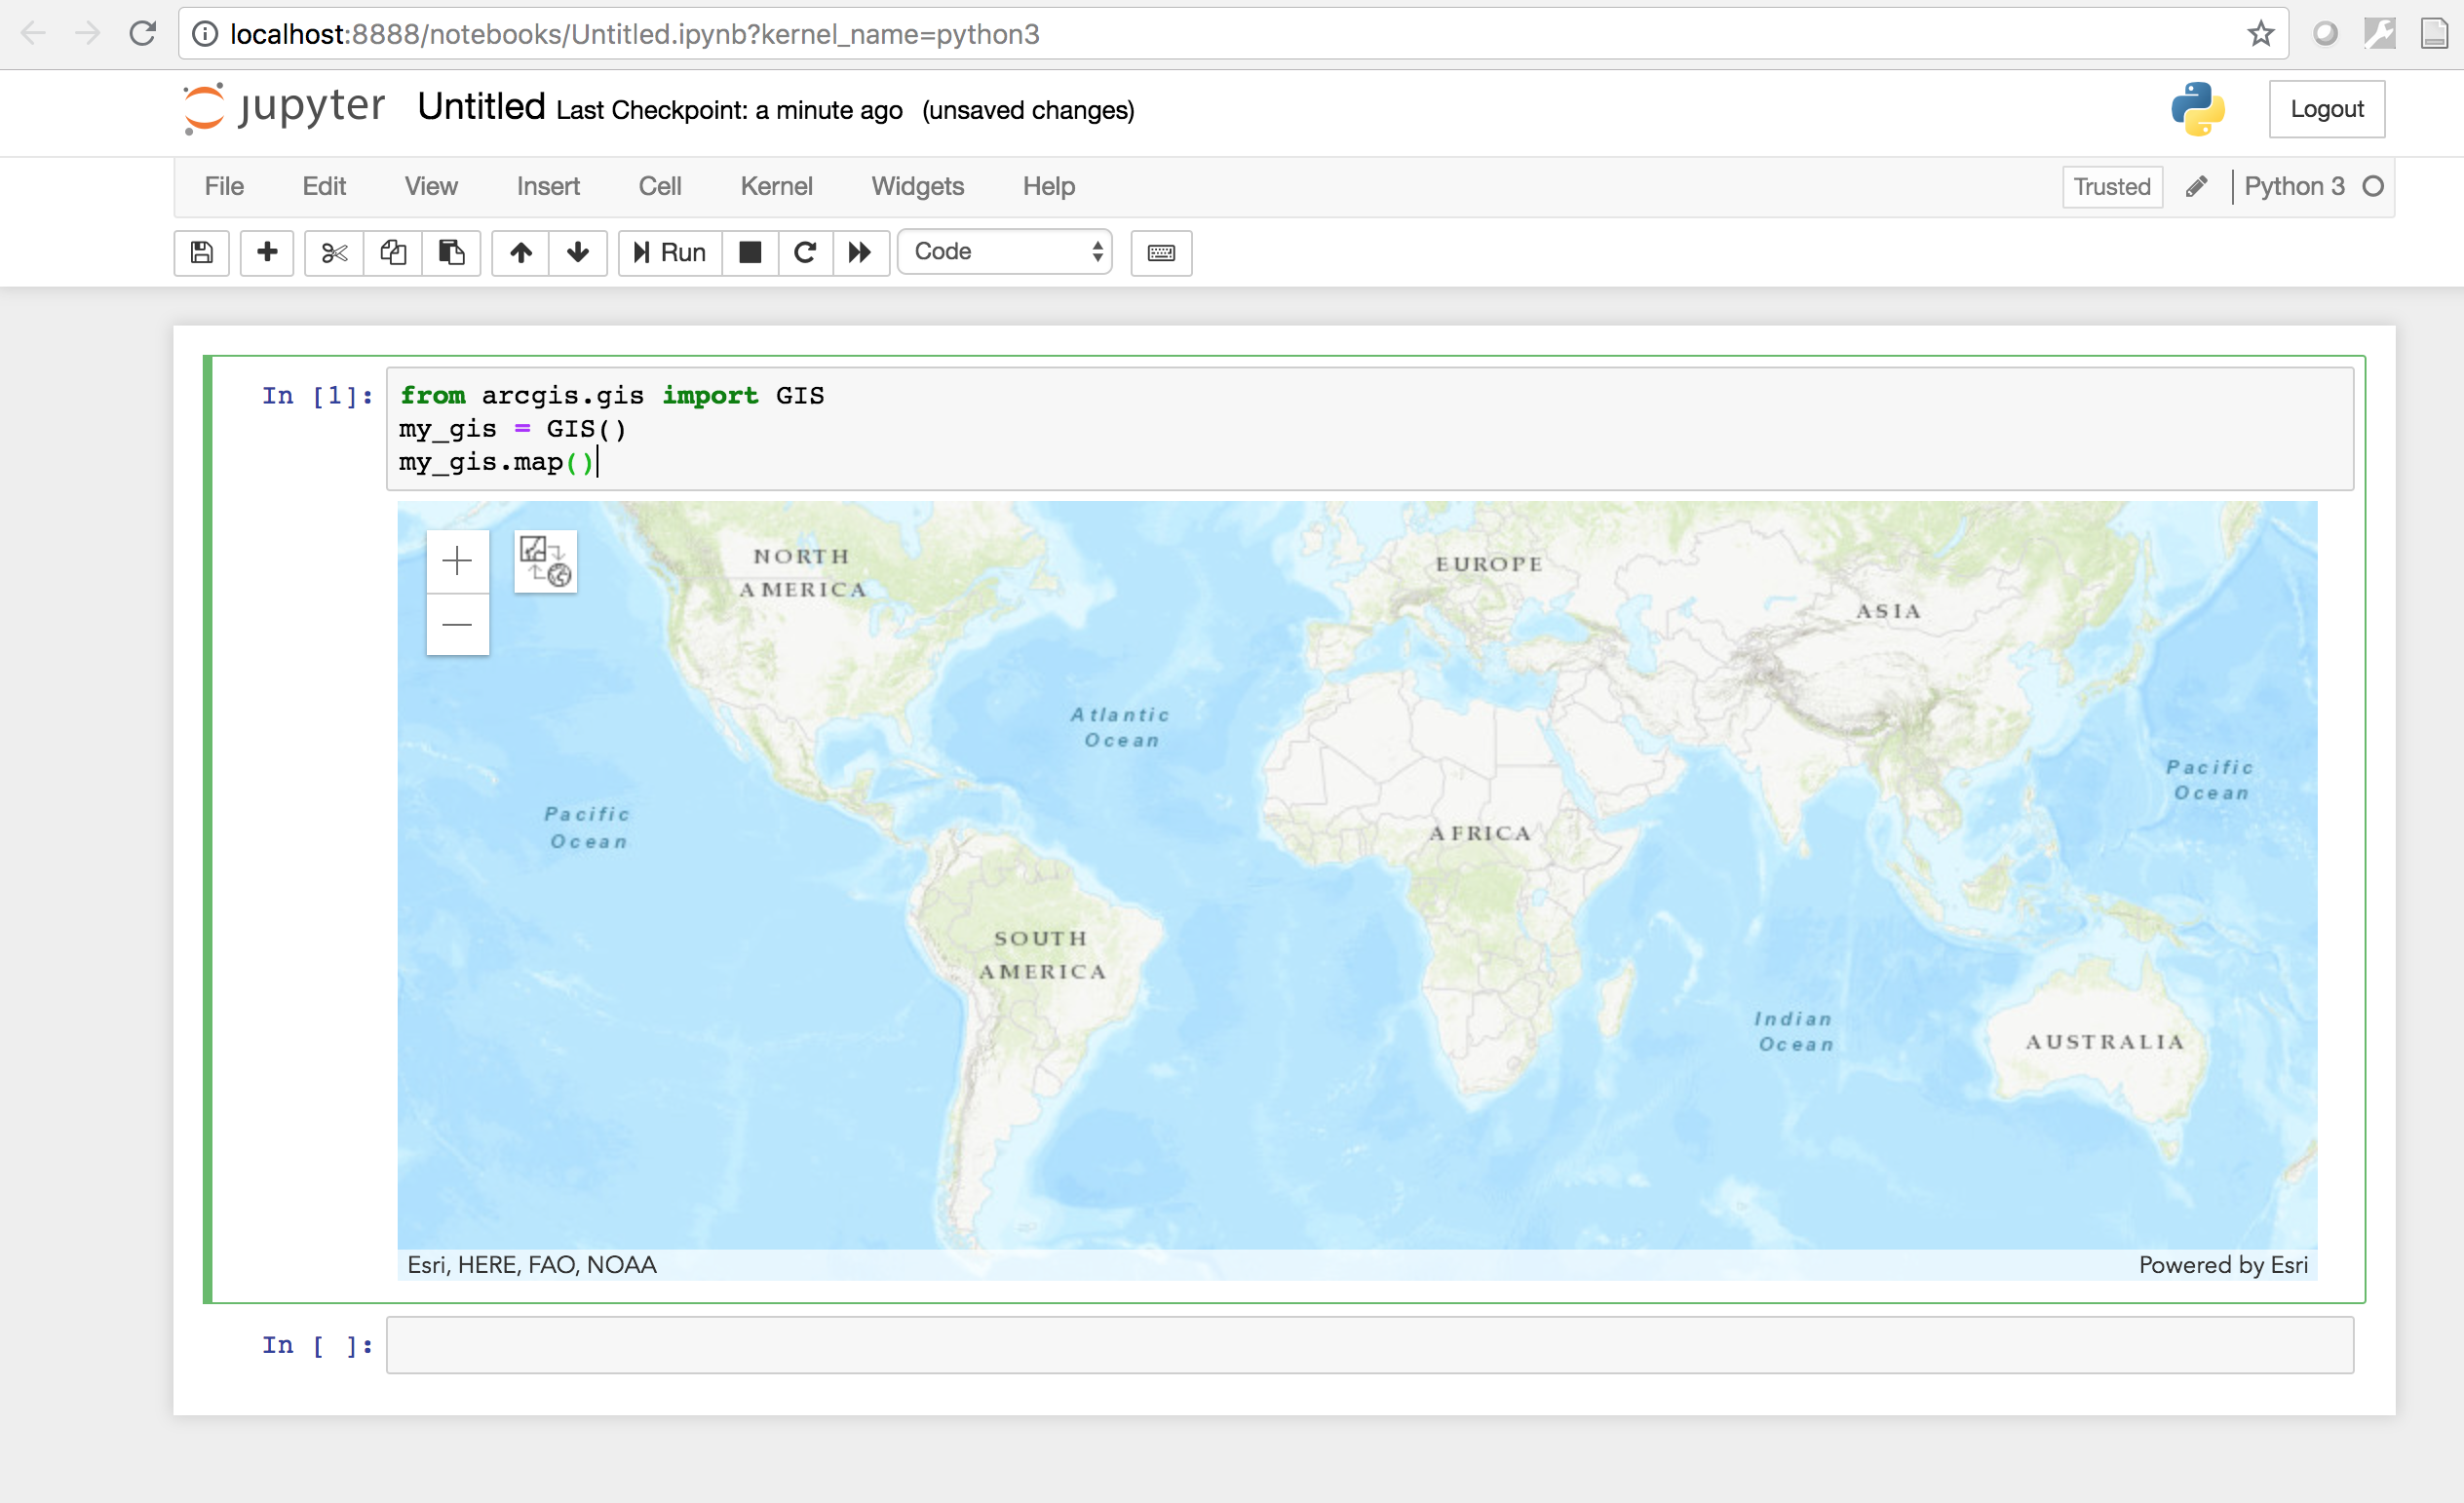 localhost:8888/notebooks/Untitled.ipynb?kernel_name=python3
jupyter Untitled Last Checkpoint: a minute ago (unsaved changes)
Logout
File Edit View Insert Cell Kernel Widgets Help
Trusted Python 3
Run Code
In [1]:
from arcgis.gis import GIS
my_gis = GIS()
my_gis.map()
NORTH
AMERICA
EUROPE
ASIA
Atlantic
Ocean
Pacific
Ocean
Pacific
Ocean
AFRICA
SOUTH
AMERICA
Indian
Ocean
AUSTRALIA
Esri, HERE, FAO, NOAA
Powered by Esri
In [ ]: